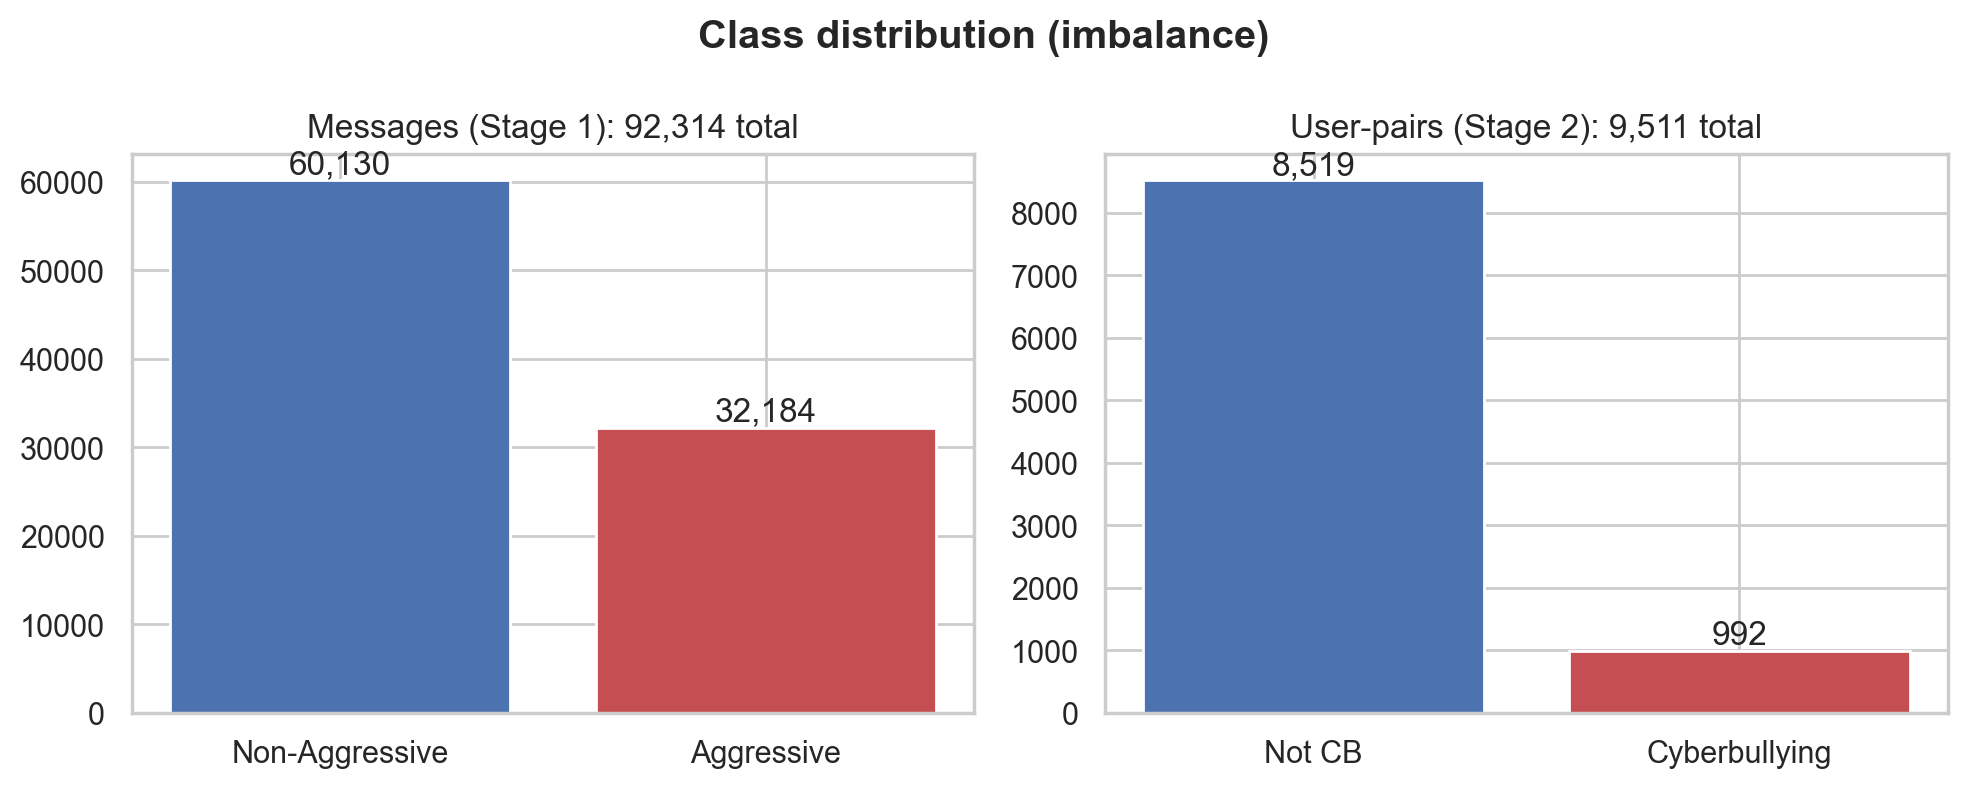 Class distribution (imbalance)
Messages (Stage 1): 92,314 total
60,130
32,184
60000
50000
40000
30000
20000
10000
0
Non-Aggressive
Aggressive
User-pairs (Stage 2): 9,511 total
8,519
992
8000
7000
6000
5000
4000
3000
2000
1000
0
Not CB
Cyberbullying